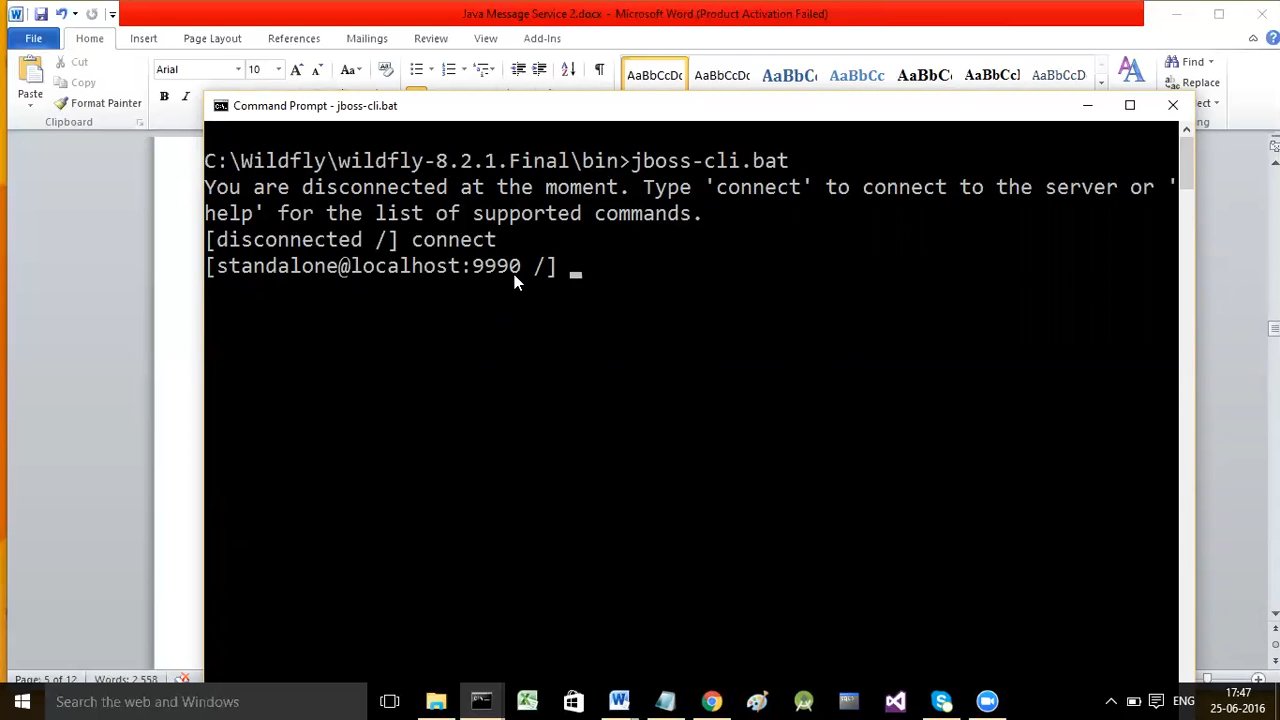 Java Message Service 2.docx - Microsoft Word (Product Activation Failed)
File Home Insert Page Layout References Mailings Review View Add-Ins
Paste
Cut
Copy
Format Painter
Clipboard
Arial 10
B I
AaBbCcDc AaBbCcDc AaBbC AaBbCc AaBbC AaBbCcI AaBbCcD
Find
Replace
Command Prompt - jboss-cli.bat
C:\Wildfly\wildfly-8.2.1.Final\bin>jboss-cli.bat
You are disconnected at the moment. Type 'connect' to connect to the server or '
help' for the list of supported commands.
[disconnected /] connect
[standalone@localhost:9990 /]
Page: 5 of 12 Words: 2,558
Search the web and Windows
ENG
17:47
25-06-2016